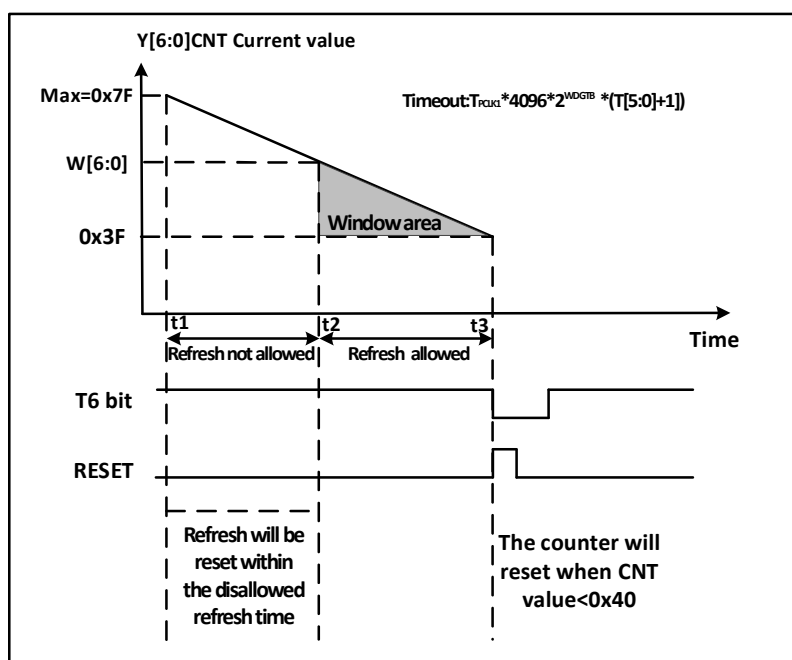 Y[6:0]CNT Current value
Max=0x7F
Timeout:TPCLK1*4096*2WDGTB *(T[5:0]+1])
W[6:0]
Window area
0x3F
t1
t2
t3
Time
Refresh not allowed
Refresh allowed
T6 bit
RESET
Refresh will be
reset within
the disallowed
refresh time
The counter will
reset when CNT
value<0x40